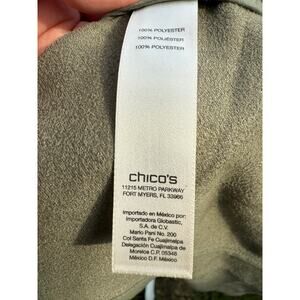 100% POLYESTER
100% POLIÉSTER
100% POLYESTER
chico's
11215 METRO PARKWAY
FORT MYERS, FL 33966
Importado en México por:
Importadora Globastic,
S.A. de C.V.
Mario Pani No. 200
Col Santa Fe Cuajimalpa
Delegación Cuajimalpa de
Morelos C.P. 05348
México D.F. México